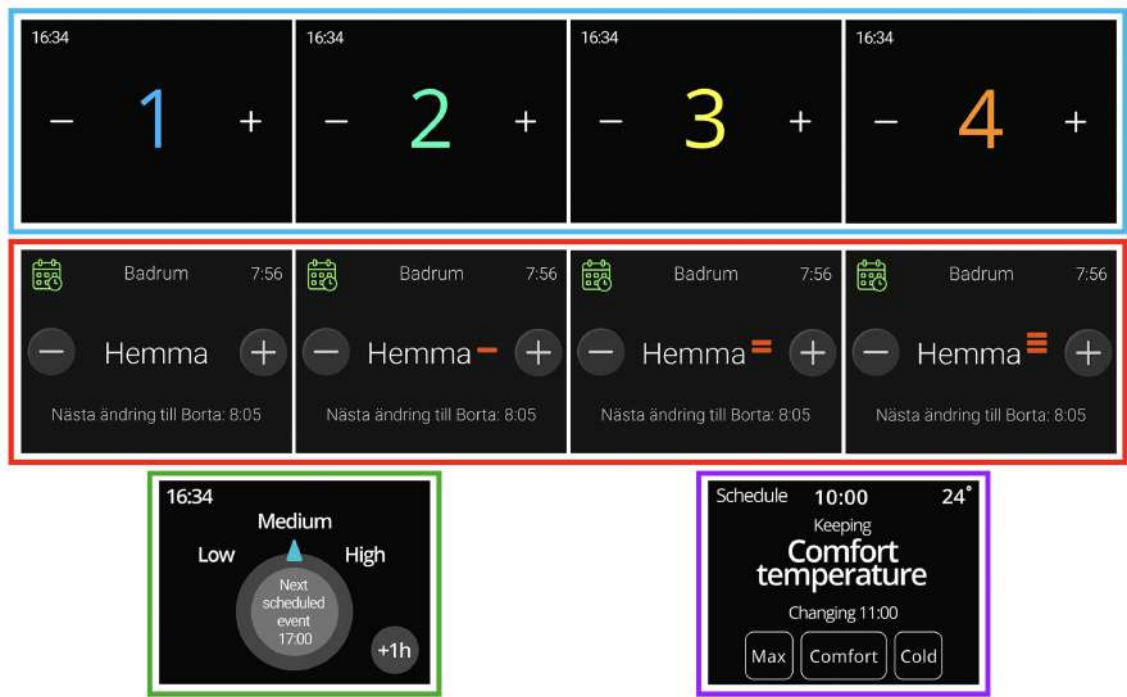 16:34
− 1 +
16:34
− 2 +
16:34
− 3 +
16:34
− 4 +
Badrum 7:56
− Hemma +
Nästa ändring till Borta: 8:05
Badrum 7:56
− Hemma +
Nästa ändring till Borta: 8:05
Badrum 7:56
− Hemma +
Nästa ändring till Borta: 8:05
Badrum 7:56
− Hemma +
Nästa ändring till Borta: 8:05
16:34
Medium
Low High
Next
scheduled
event
17:00
+1h
Schedule 10:00 24°
Keeping
Comfort
temperature
Changing 11:00
Max Comfort Cold